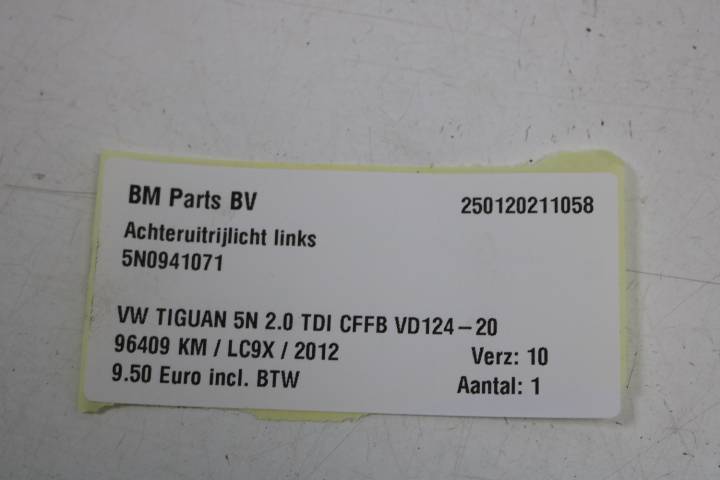 BM Parts BV 250120211058
Achteruitrijlicht links
5N0941071
VW TIGUAN 5N 2.0 TDI CFFB VD124-20
96409 KM / LC9X / 2012 Verz: 10
9.50 Euro incl. BTW Aantal: 1